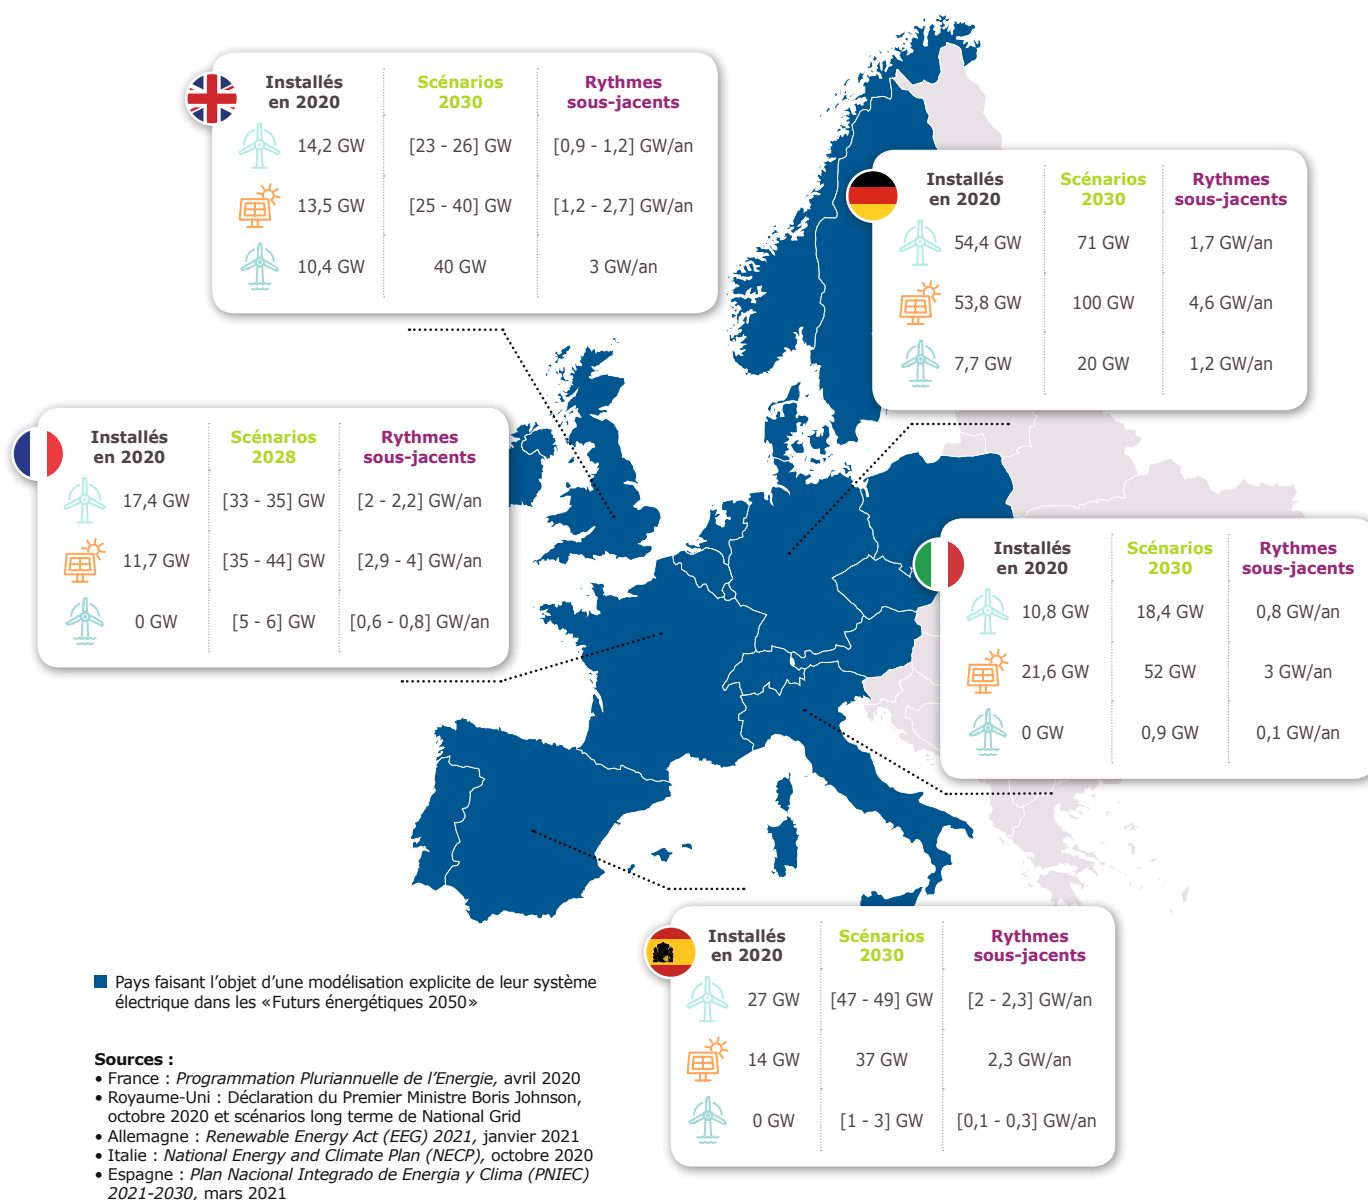 Installés
en 2020
Scénarios
2030
Rythmes
sous-jacents
14,2 GW
[23 - 26] GW
[0,9 - 1,2] GW/an
13,5 GW
[25 - 40] GW
[1,2 - 2,7] GW/an
10,4 GW
40 GW
3 GW/an
Installés
en 2020
Scénarios
2030
Rythmes
sous-jacents
54,4 GW
71 GW
1,7 GW/an
53,8 GW
100 GW
4,6 GW/an
7,7 GW
20 GW
1,2 GW/an
Installés
en 2020
Scénarios
2028
Rythmes
sous-jacents
17,4 GW
[33 - 35] GW
[2 - 2,2] GW/an
11,7 GW
[35 - 44] GW
[2,9 - 4] GW/an
0 GW
[5 - 6] GW
[0,6 - 0,8] GW/an
Installés
en 2020
Scénarios
2030
Rythmes
sous-jacents
10,8 GW
18,4 GW
0,8 GW/an
21,6 GW
52 GW
3 GW/an
0 GW
0,9 GW
0,1 GW/an
Installés
en 2020
Scénarios
2030
Rythmes
sous-jacents
27 GW
[47 - 49] GW
[2 - 2,3] GW/an
14 GW
37 GW
2,3 GW/an
0 GW
[1 - 3] GW
[0,1 - 0,3] GW/an
Pays faisant l'objet d'une modélisation explicite de leur système
électrique dans les «Futurs énergétiques 2050»
Sources :
• France : Programmation Pluriannuelle de l'Energie, avril 2020
• Royaume-Uni : Déclaration du Premier Ministre Boris Johnson,
octobre 2020 et scénarios long terme de National Grid
• Allemagne : Renewable Energy Act (EEG) 2021, janvier 2021
• Italie : National Energy and Climate Plan (NECP), octobre 2020
• Espagne : Plan Nacional Integrado de Energia y Clima (PNIEC)
2021-2030, mars 2021